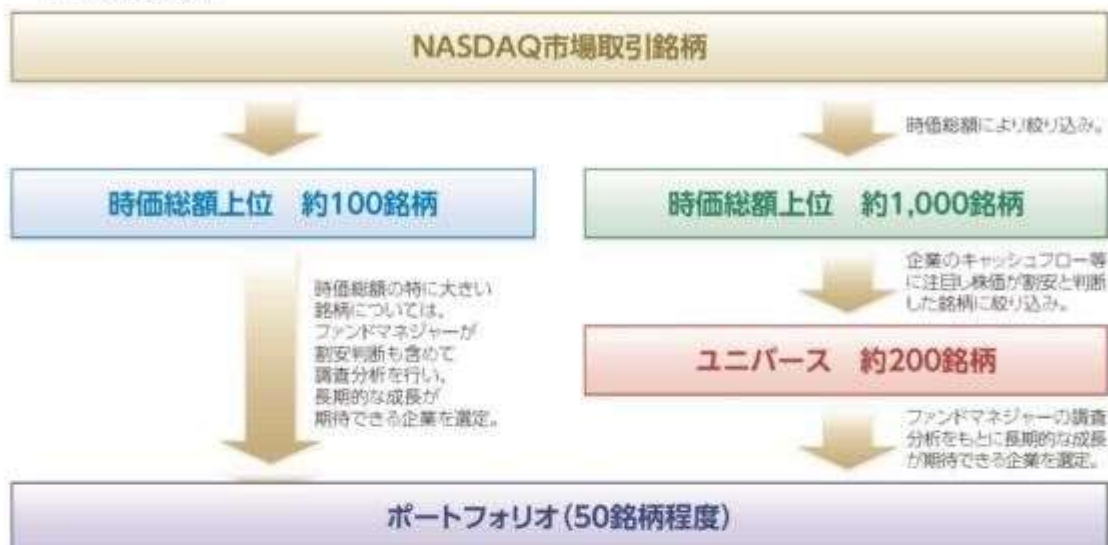 NASDAQ市場取引銘柄
時価総額により絞り込み。
時価総額上位 約100銘柄
時価総額上位 約1,000銘柄
時価総額の特に大きい
銘柄については、
ファンドマネジャーが
割安判断も含めて
調査分析を行い、
長期的な成長が
期待できる企業を選定。
企業のキャッシュフロー等
に注目し株価が割安と判断
した銘柄に絞り込み。
ユニバース 約200銘柄
ファンドマネジャーの調査
分析をもとに長期的な成長
が期待できる企業を選定。
ポートフォリオ(50銘柄程度)